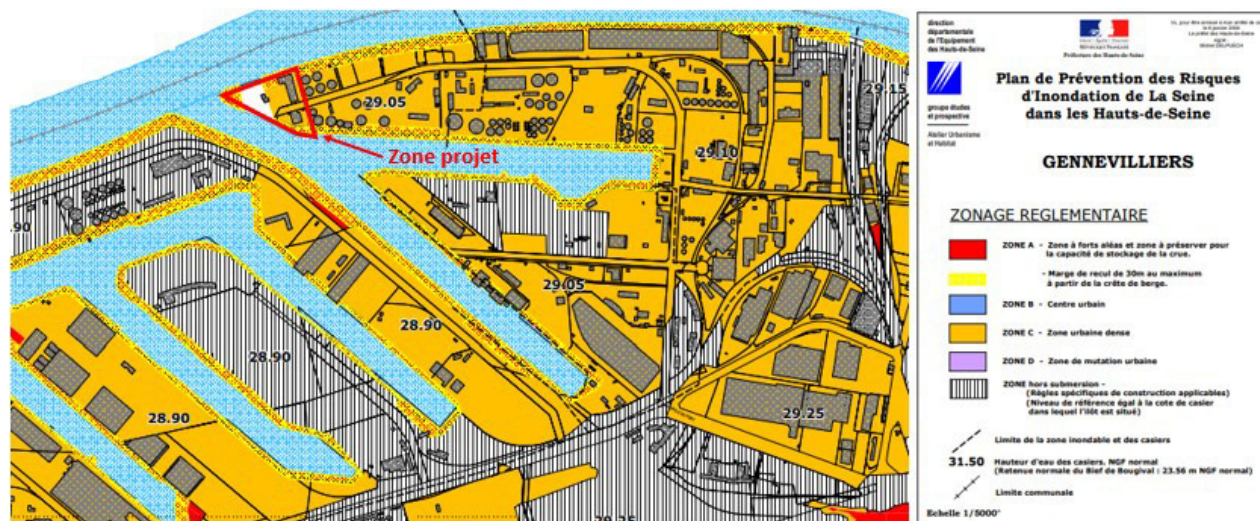 29.05
Zone projet
29.10
29.15
.90
29.05
28.90
28.90
28.90
29.25
29.25
direction
départementale
de l'Equipement
des Hauts-de-Seine
groupe études
et prospective
Atelier Urbanisme
et Habitat
RÉPUBLIQUE FRANÇAISE
Préfecture des Hauts-de-Seine
Plan de Prévention des Risques
d'Inondation de La Seine
dans les Hauts-de-Seine
GENNEVILLIERS
ZONAGE REGLEMENTAIRE
ZONE A - Zone à forts aléas et zone à préserver pour
la capacité de stockage de la crue.
- Marge de recul de 30m au maximum
à partir de la crête de berge.
ZONE B - Centre urbain
ZONE C - Zone urbaine dense
ZONE D - Zone de mutation urbaine
ZONE hors submersion -
(Règles spécifiques de construction applicables)
(Niveau de référence égal à la cote de casier
dans lequel l'îlôt est situé)
Limite de la zone inondable et des casiers
31.50 Hauteur d'eau des casiers. NGF normal
(Retenue normale du Bief de Bougival : 23.56 m NGF normal)
Limite communale
Echelle 1/5000°